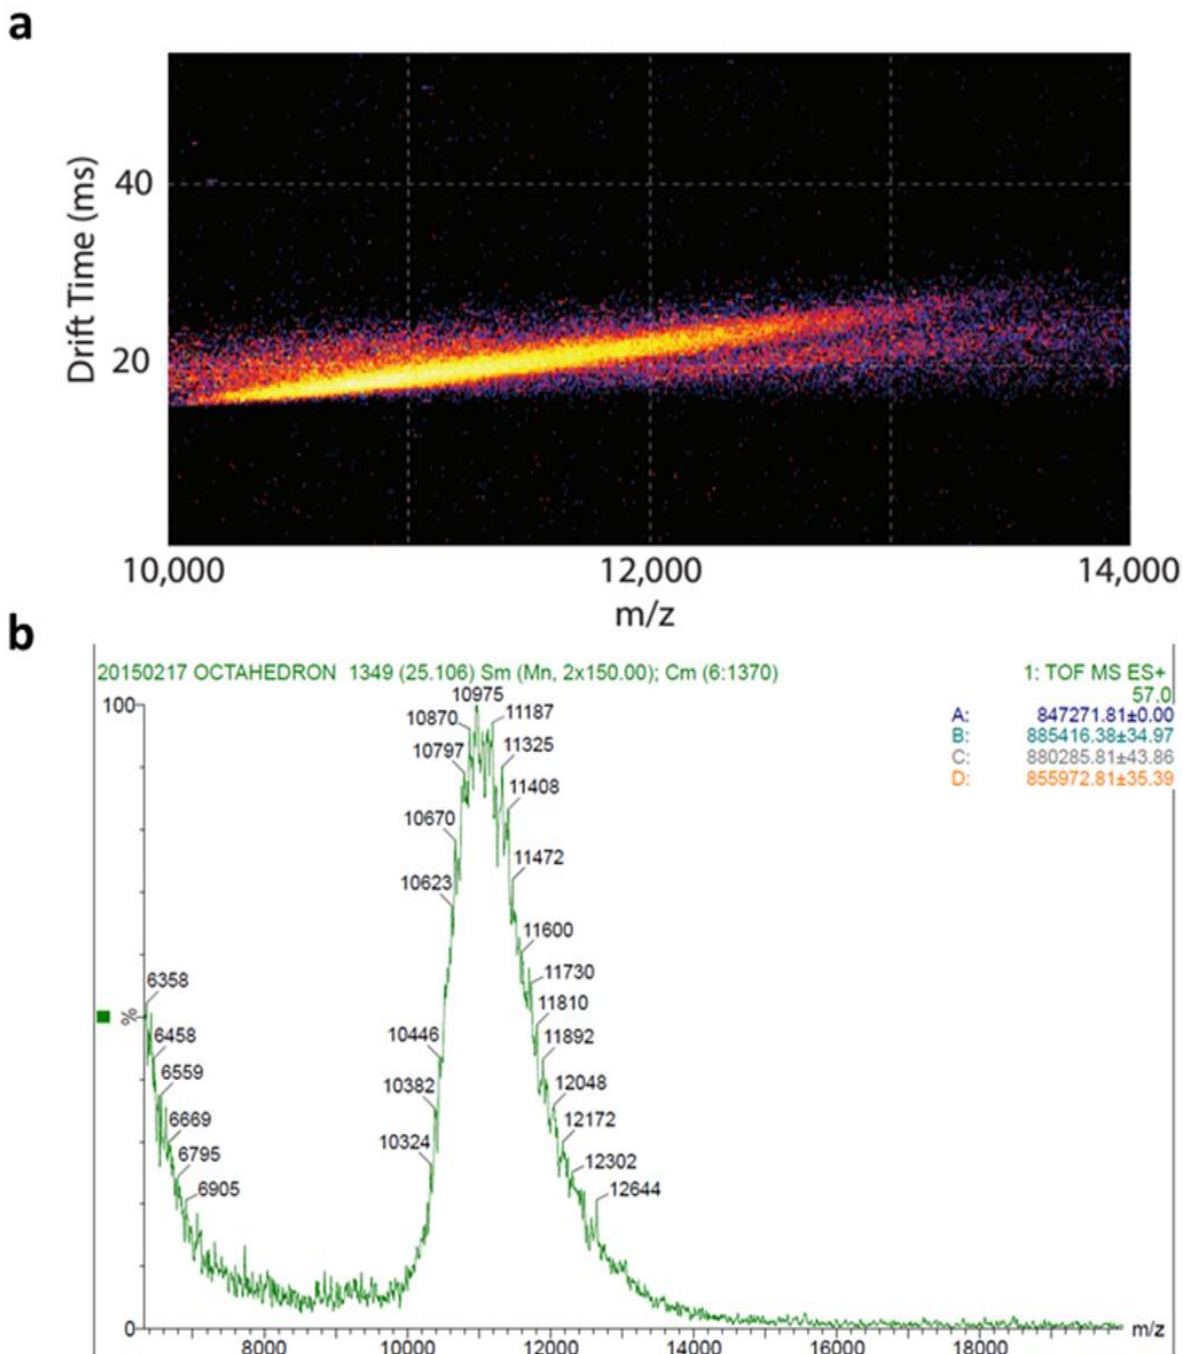 a
Drift Time (ms)
40
20
10,000 12,000 14,000
m/z
b
20150217 OCTAHEDRON 1349 (25.106) Sm (Mn, 2x150.00); Cm (6:1370)
1: TOF MS ES+
57.0
A: 847271.81±0.00
B: 885416.38±34.97
C: 880285.81±43.86
D: 855972.81±35.39
100
%
0
10975
10870
11187
10797
11325
11408
10670
11472
10623
11600
11730
6358
11810
10446
11892
6458
6559
10382
12048
6669
12172
10324
6795
12302
6905
12644
8000 10000 12000 14000 16000 18000
m/z